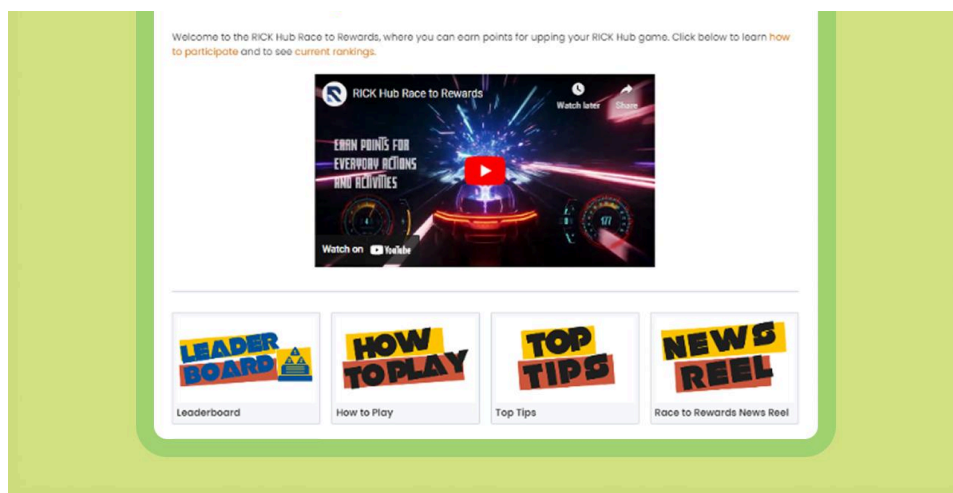 Welcome to the RICK Hub Race to Rewards, where you can earn points for upping your RICK Hub game. Click below to learn how
to participate and to see current rankings.
RICK Hub Race to Rewards
Watch later
Share
EARN POINTS FOR
EVERYDAY ACTIONS
AND ACTIVITIES
177
Watch on YouTube
LEADER
BOARD
HOW
TO PLAY
TOP
TIPS
NEWS
REEL
Leaderboard
How to Play
Top Tips
Race to Rewards News Reel